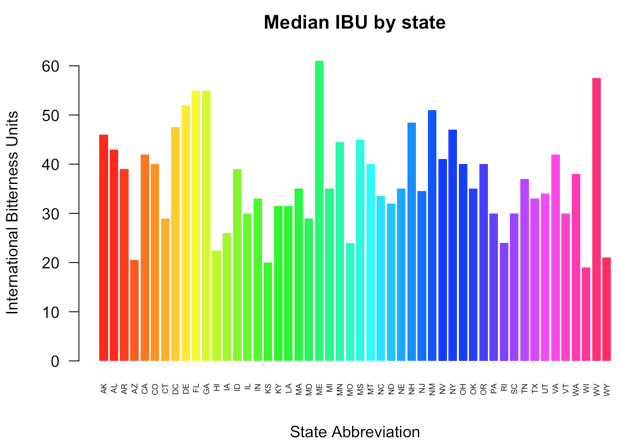 Median IBU by state
International Bitterness Units
60
50
40
30
20
10
0
AK AL AR AZ CA CO CT DC DE FL GA HI IA ID IL IN KS KY LA MA MD ME MI MN MO MS MT NC ND NE NH NJ NM NV NY OH OK OR PA RI SC TN TX UT VA VT WA WI WV WY
State Abbreviation